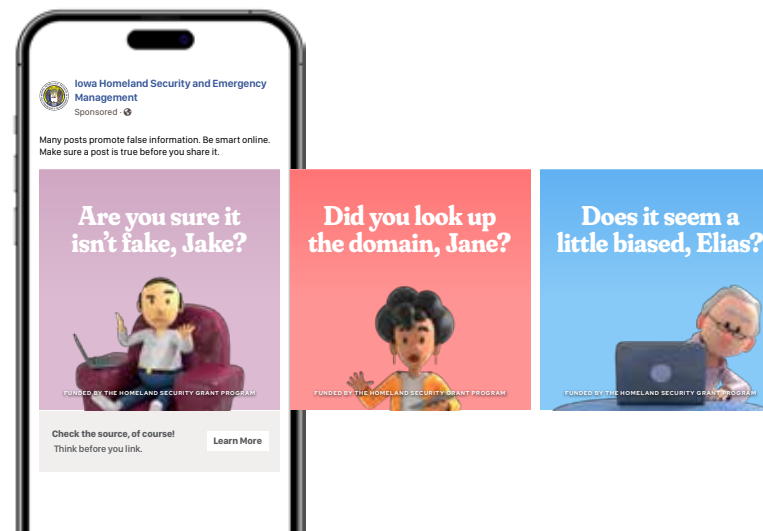 Iowa Homeland Security and Emergency
Management
Sponsored ·
Many posts promote false information. Be smart online.
Make sure a post is true before you share it.
Are you sure it
isn’t fake, Jake?
FUNDED BY THE HOMELAND SECURITY GRANT PROGRAM
Did you look up
the domain, Jane?
FUNDED BY THE HOMELAND SECURITY GRANT PROGRAM
Does it seem a
little biased, Elias?
FUNDED BY THE HOMELAND SECURITY GRANT PROGRAM
Check the source, of course!
Think before you link.
Learn More